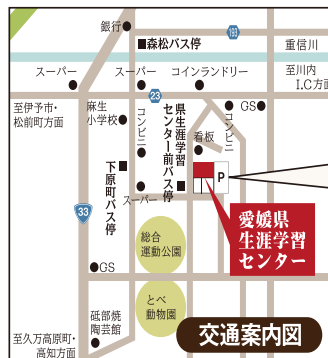 銀行
193
森松バス停
重信川
スーパー
スーパー
コインランドリー
至川内
I.C方面
23
至伊予市・
松前町方面
麻生
小学校
コンビニ
県生涯学習
センター前バス停
コンビニ
GS
看板
P
下原町バス停
スーパー
33
愛媛県
生涯学習
センター
総合
運動公園
GS
とべ
動物園
砥部焼
陶芸館
至久万高原町・
高知方面
交通案内図